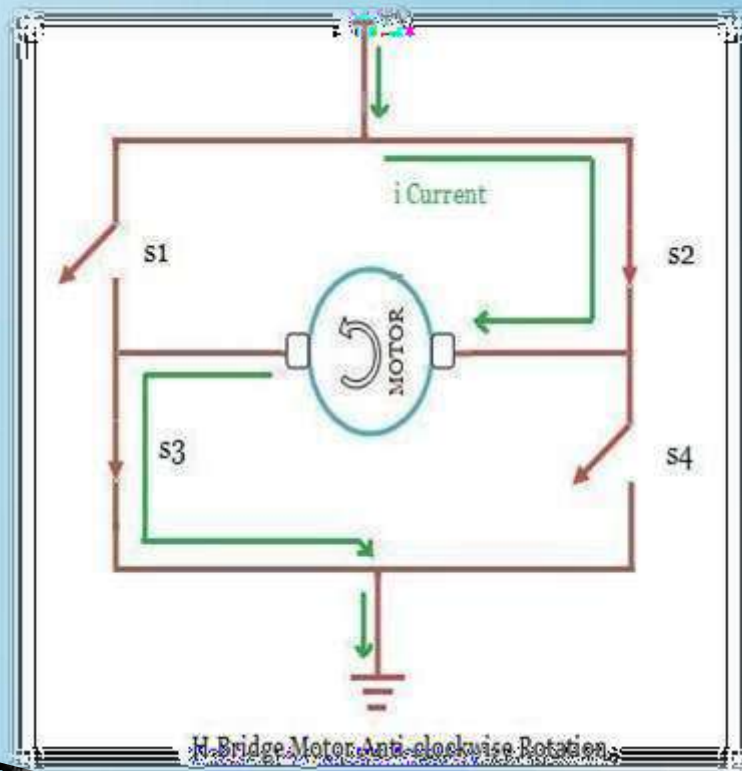 i Current
s1
s2
MOTOR
s3
s4
H Bridge Motor Anti-clockwise Rotation